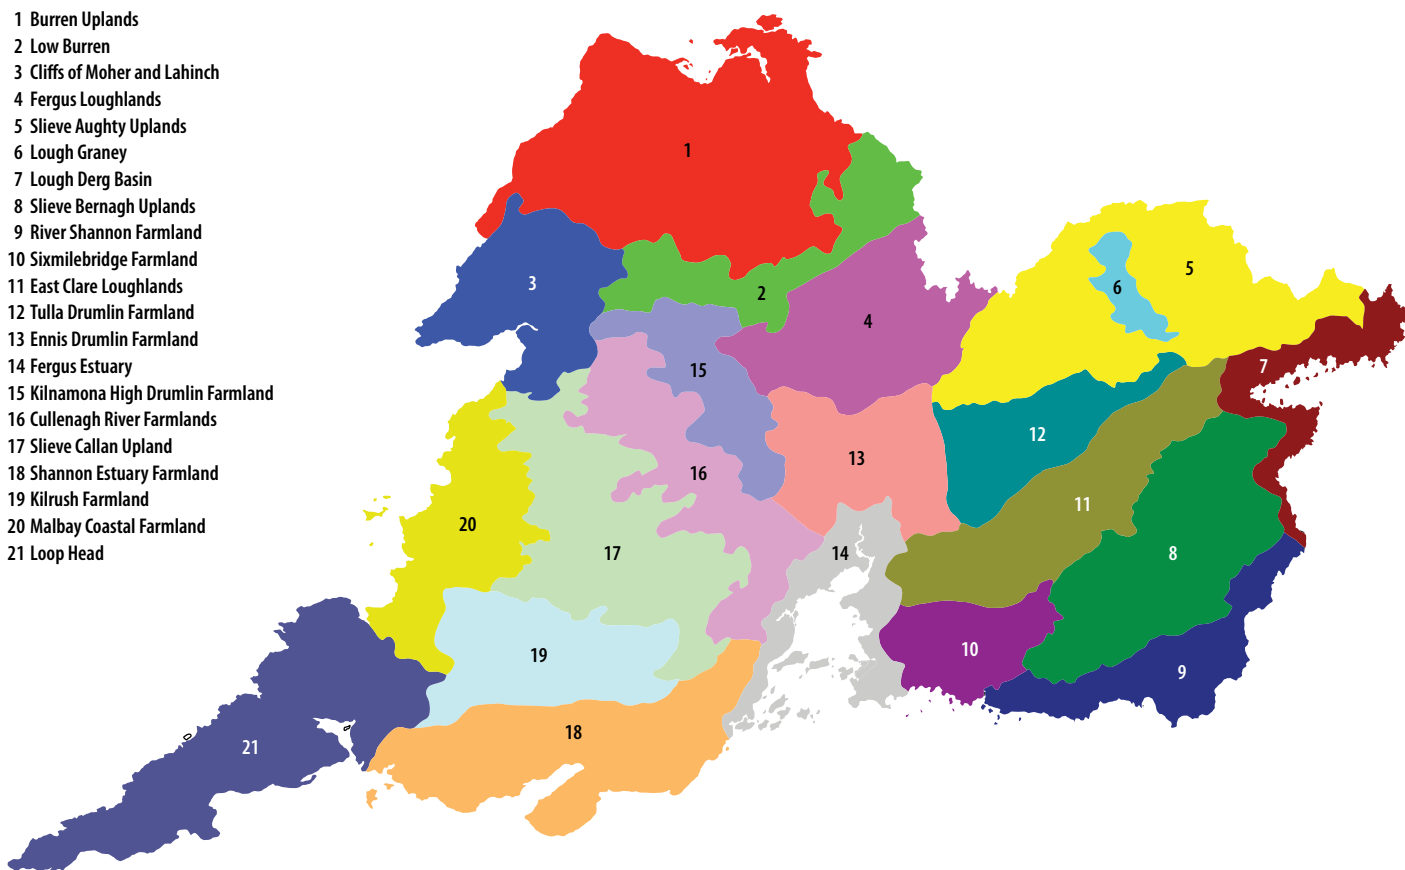 1 Burren Uplands
2 Low Burren
3 Cliffs of Moher and Lahinch
4 Fergus Loughlands
5 Slieve Aughty Uplands
6 Lough Graney
7 Lough Derg Basin
8 Slieve Bernagh Uplands
9 River Shannon Farmland
10 Sixmilebridge Farmland
11 East Clare Loughlands
12 Tulla Drumlin Farmland
13 Ennis Drumlin Farmland
14 Fergus Estuary
15 Kilnamona High Drumlin Farmland
16 Cullenagh River Farmlands
17 Slieve Callan Upland
18 Shannon Estuary Farmland
19 Kilrush Farmland
20 Malbay Coastal Farmland
21 Loop Head
1
2
3
4
5
6
7
8
9
10
11
12
13
14
15
16
17
18
19
20
21